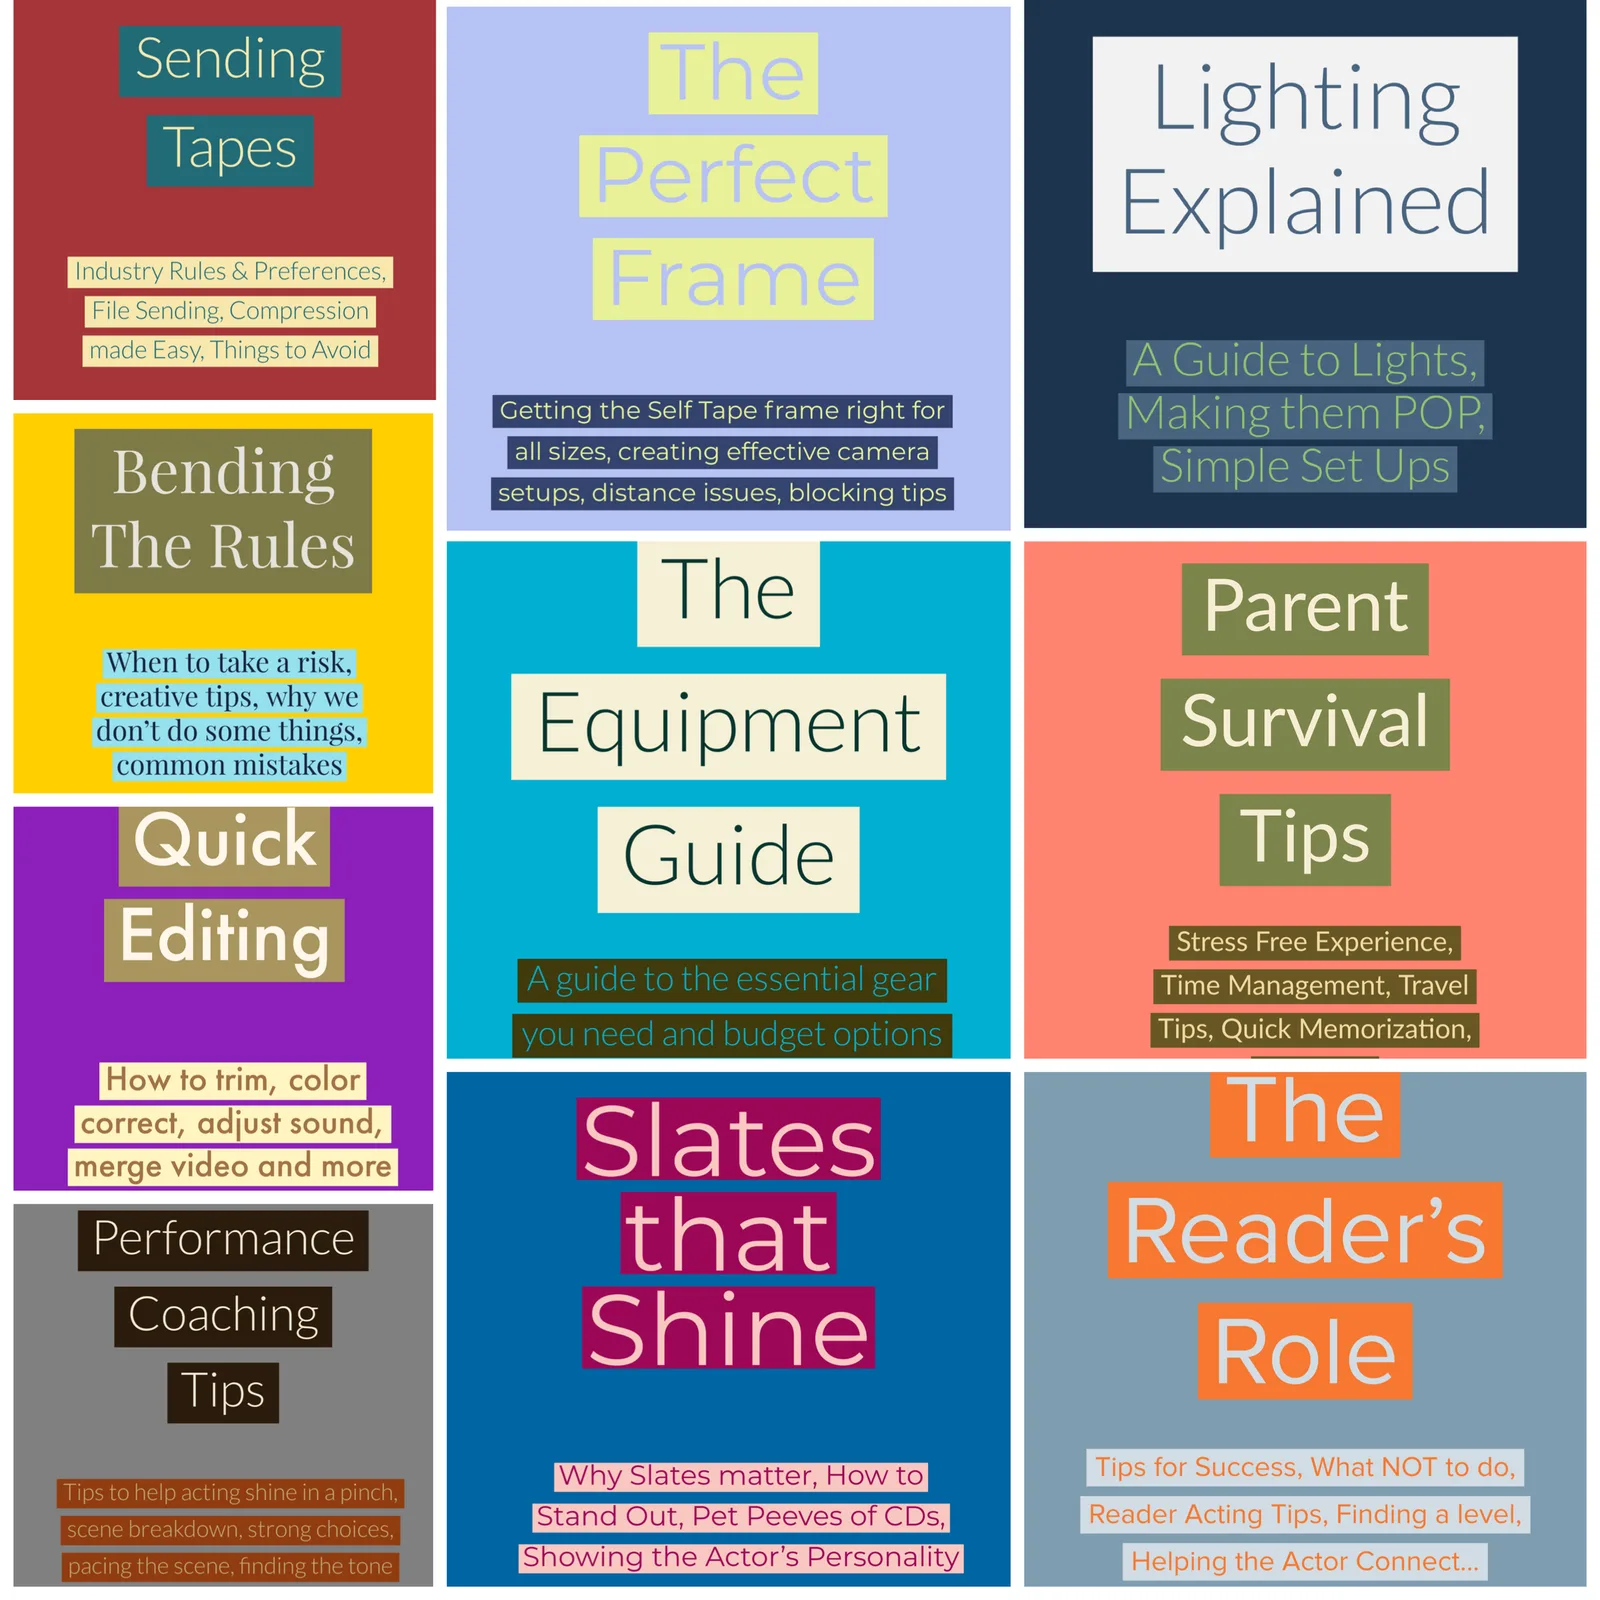 Sending
Tapes
Industry Rules & Preferences,
File Sending, Compression
made Easy, Things to Avoid
Bending
The Rules
When to take a risk,
creative tips, why we
don’t do some things,
common mistakes
Quick
Editing
How to trim, color
correct, adjust sound,
merge video and more
Performance
Coaching
Tips
Tips to help acting shine in a pinch,
scene breakdown, strong choices,
pacing the scene, finding the tone
The
Perfect
Frame
Getting the Self Tape frame right for
all sizes, creating effective camera
setups, distance issues, blocking tips
The
Equipment
Guide
A guide to the essential gear
you need and budget options
Slates
that
Shine
Why Slates matter, How to
Stand Out, Pet Peeves of CDs,
Showing the Actor’s Personality
Lighting
Explained
A Guide to Lights,
Making them POP,
Simple Set Ups
Parent
Survival
Tips
Stress Free Experience,
Time Management, Travel
Tips, Quick Memorization,
The
Reader’s
Role
Tips for Success, What NOT to do,
Reader Acting Tips, Finding a level,
Helping the Actor Connect...